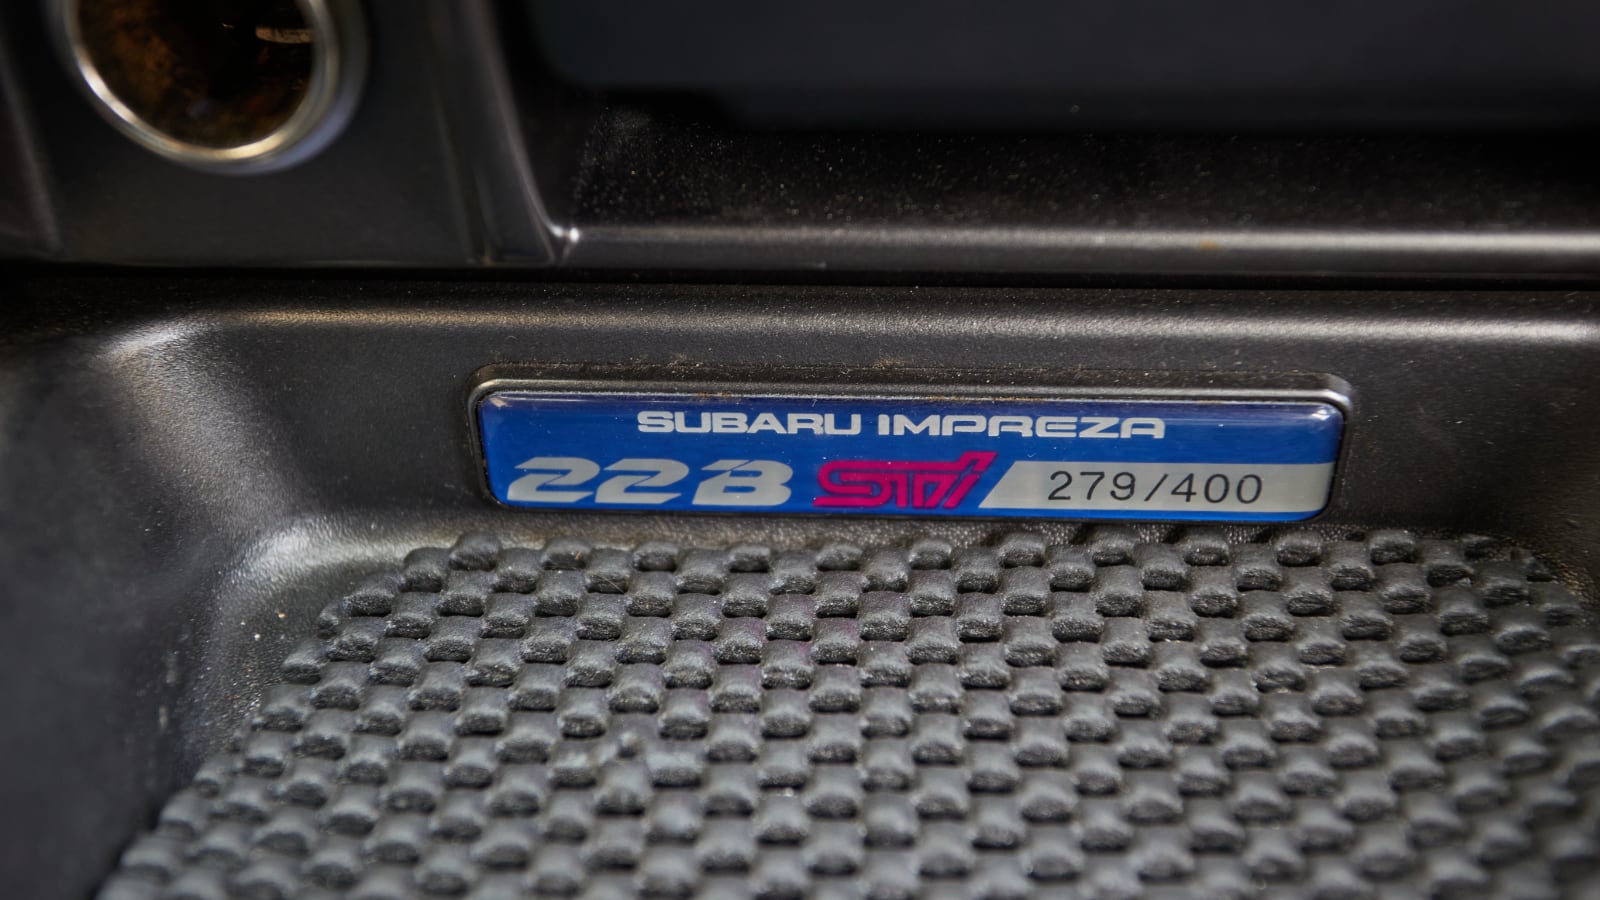 SUBARU IMPREZA
22B STi 279/400